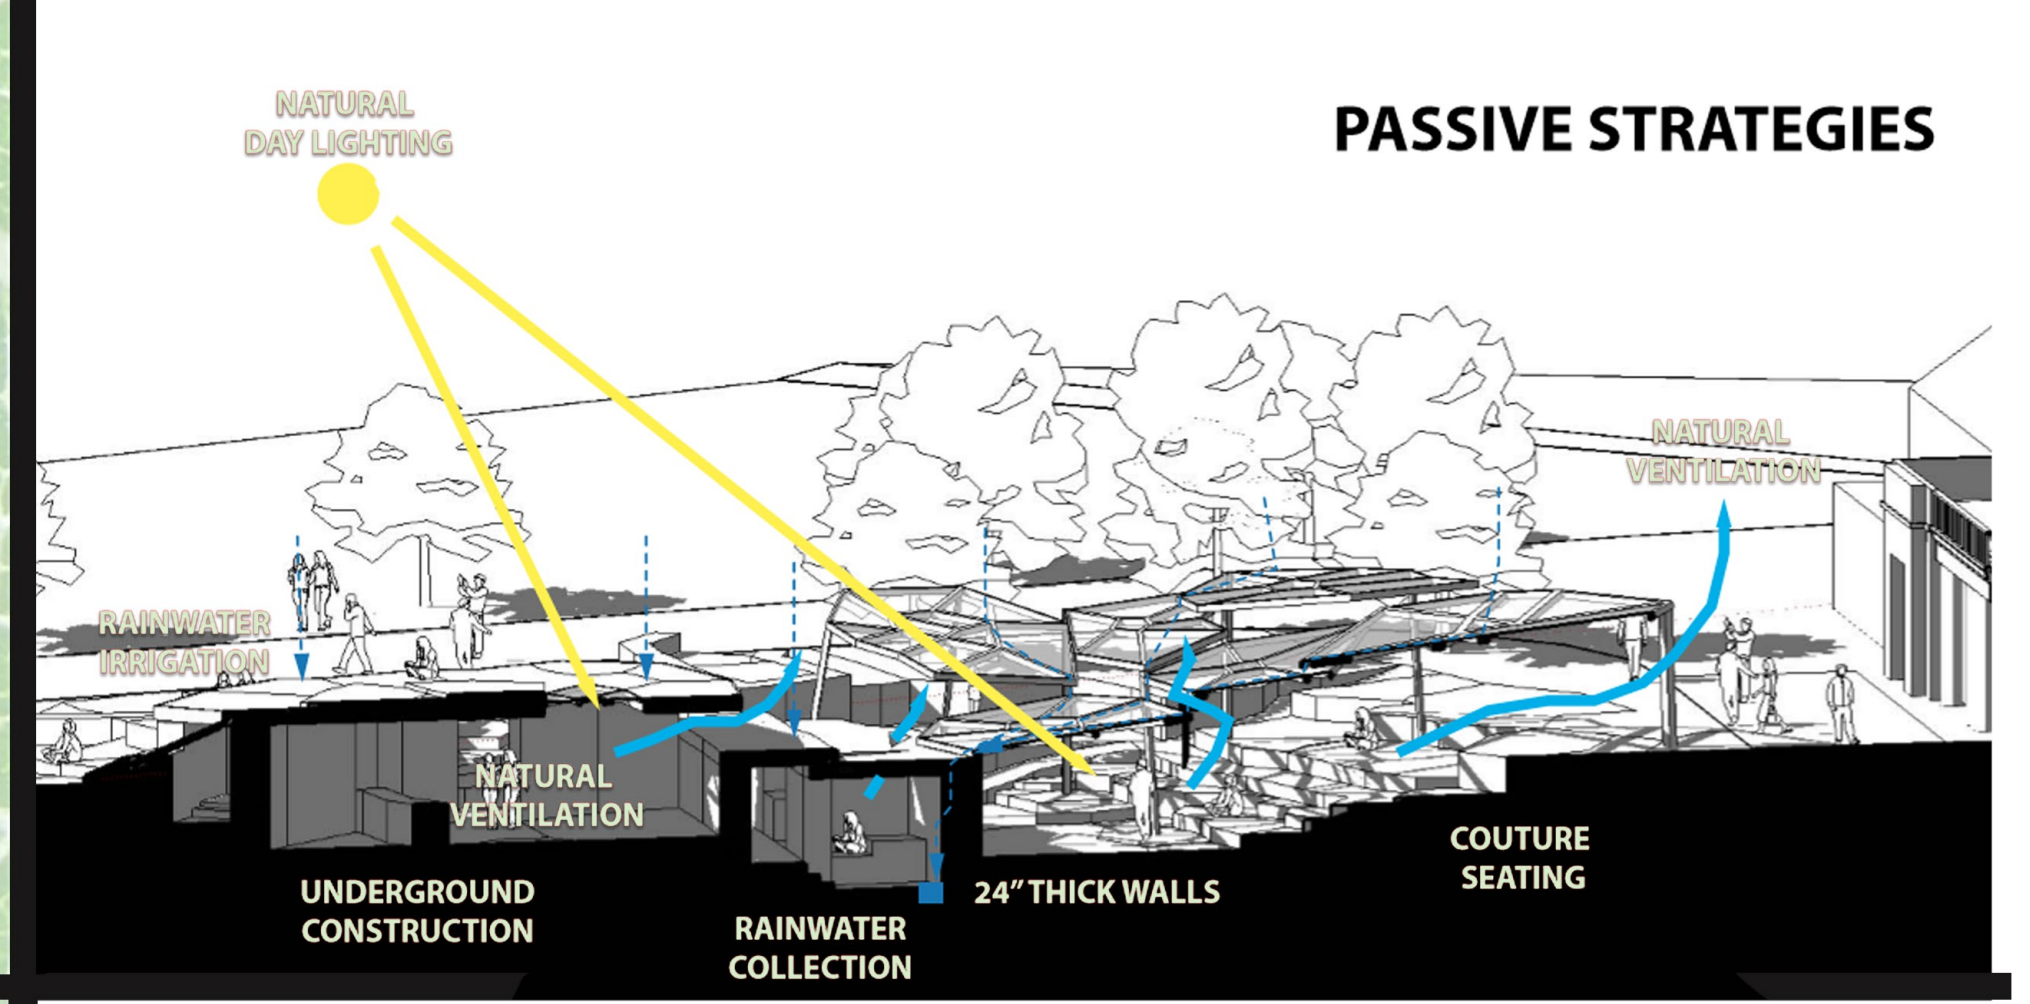 NATURAL
DAY LIGHTING
PASSIVE STRATEGIES
NATURAL
VENTILATION
RAINWATER
IRRIGATION
NATURAL
VENTILATION
COUTURE
SEATING
UNDERGROUND
CONSTRUCTION
24" THICK WALLS
RAINWATER
COLLECTION